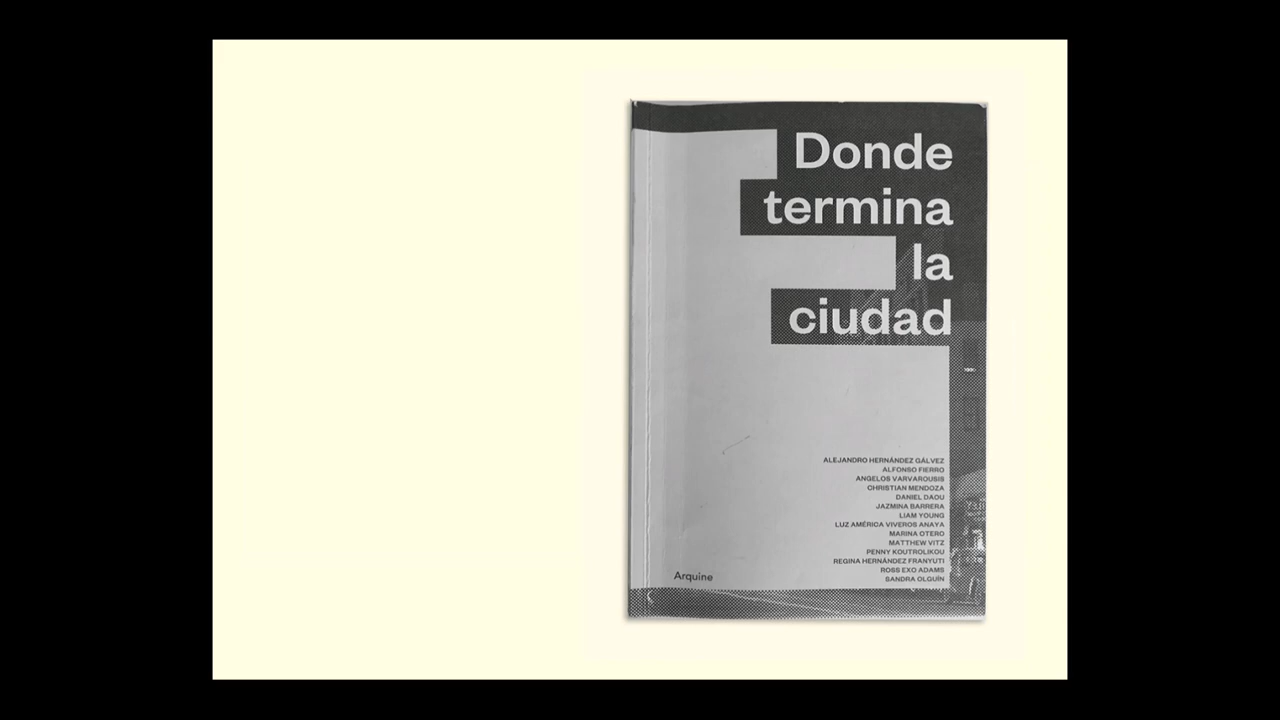 Donde
termina
la
ciudad
ALEJANDRO HERNÁNDEZ GÁLVEZ
ALFONSO FIERRO
ANGELOS VARVAROUSIS
CHRISTIAN MENDOZA
DANIEL DAOU
JAZMINA BARRERA
LIAM YOUNG
LUZ AMÉRICA VIVEROS ANAYA
MARINA OTERO
MATTHEW VITZ
PENNY KOUTROLIKOU
REGINA HERNÁNDEZ FRANYUTI
ROSS EXO ADAMS
SANDRA OLGUÍN
Arquine